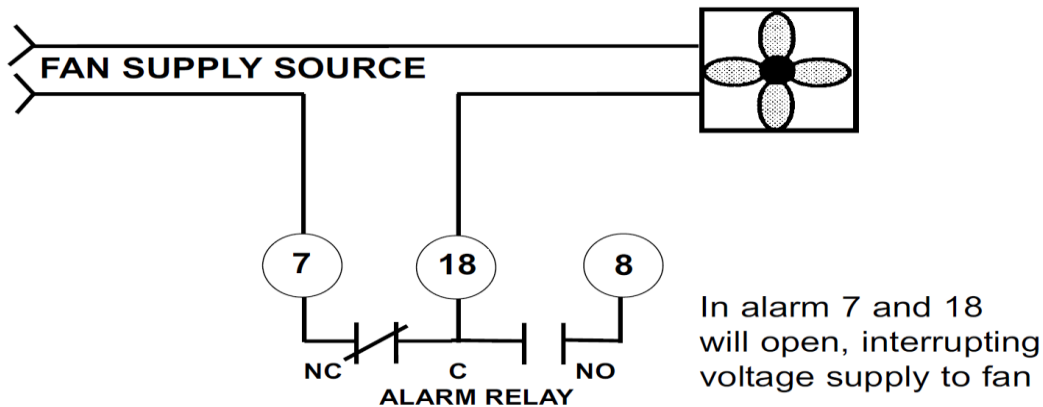 FAN SUPPLY SOURCE
7
18
8
NC
C
NO
ALARM RELAY
In alarm 7 and 18
will open, interrupting
voltage supply to fan